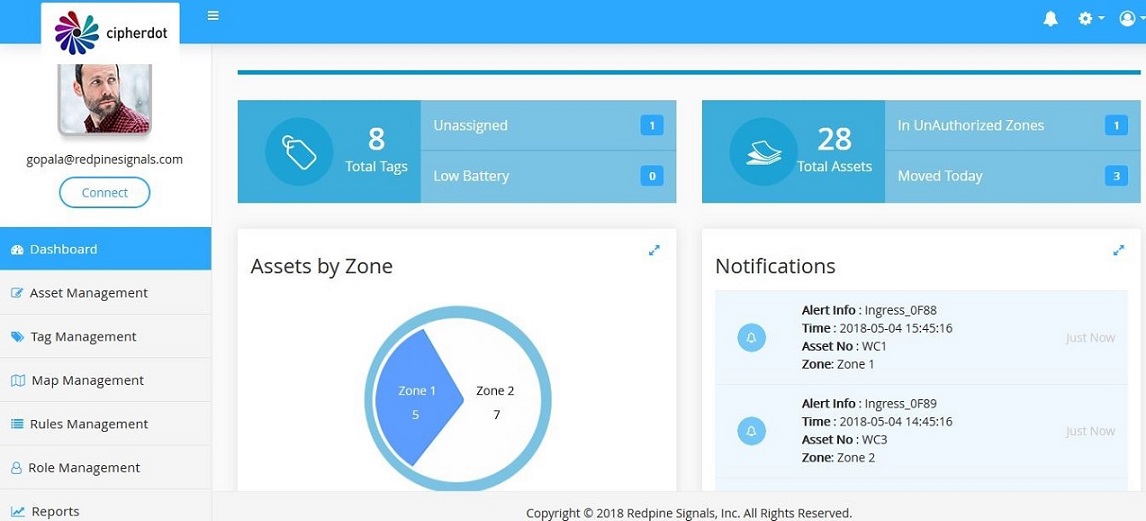 cipherdot
gopala@redpinesignals.com
Connect
Dashboard
Asset Management
Tag Management
Map Management
Rules Management
Role Management
Reports
8
Total Tags
Unassigned 1
Low Battery 0
28
Total Assets
In UnAuthorized Zones 1
Moved Today 3
Assets by Zone
Zone 1
5
Zone 2
7
Notifications
Alert Info : Ingress_0F88
Time : 2018-05-04 15:45:16
Asset No : WC1
Zone: Zone 1
Just Now
Alert Info : Ingress_0F89
Time : 2018-05-04 14:45:16
Asset No : WC3
Zone: Zone 2
Just Now
Copyright © 2018 Redpine Signals, Inc. All Rights Reserved.